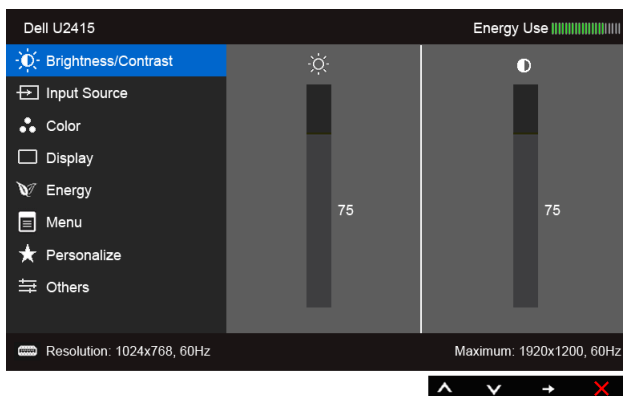 Dell U2415
Energy Use
Brightness/Contrast
Input Source
Color
Display
Energy
Menu
Personalize
Others
75
75
Resolution: 1024x768, 60Hz
Maximum: 1920x1200, 60Hz